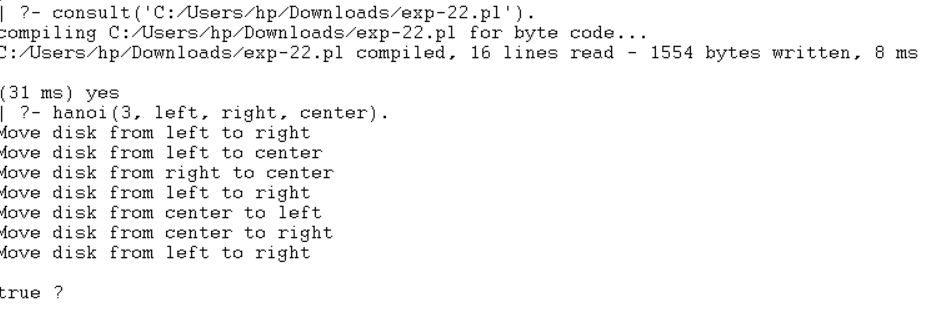 | ?- consult('C:/Users/hp/Downloads/exp-22.pl').
compiling C:/Users/hp/Downloads/exp-22.pl for byte code...
C:/Users/hp/Downloads/exp-22.pl compiled, 16 lines read - 1554 bytes written, 8 ms
(31 ms) yes
| ?- hanoi(3, left, right, center).
Move disk from left to right
Move disk from left to center
Move disk from right to center
Move disk from left to right
Move disk from center to left
Move disk from center to right
Move disk from left to right
true ?